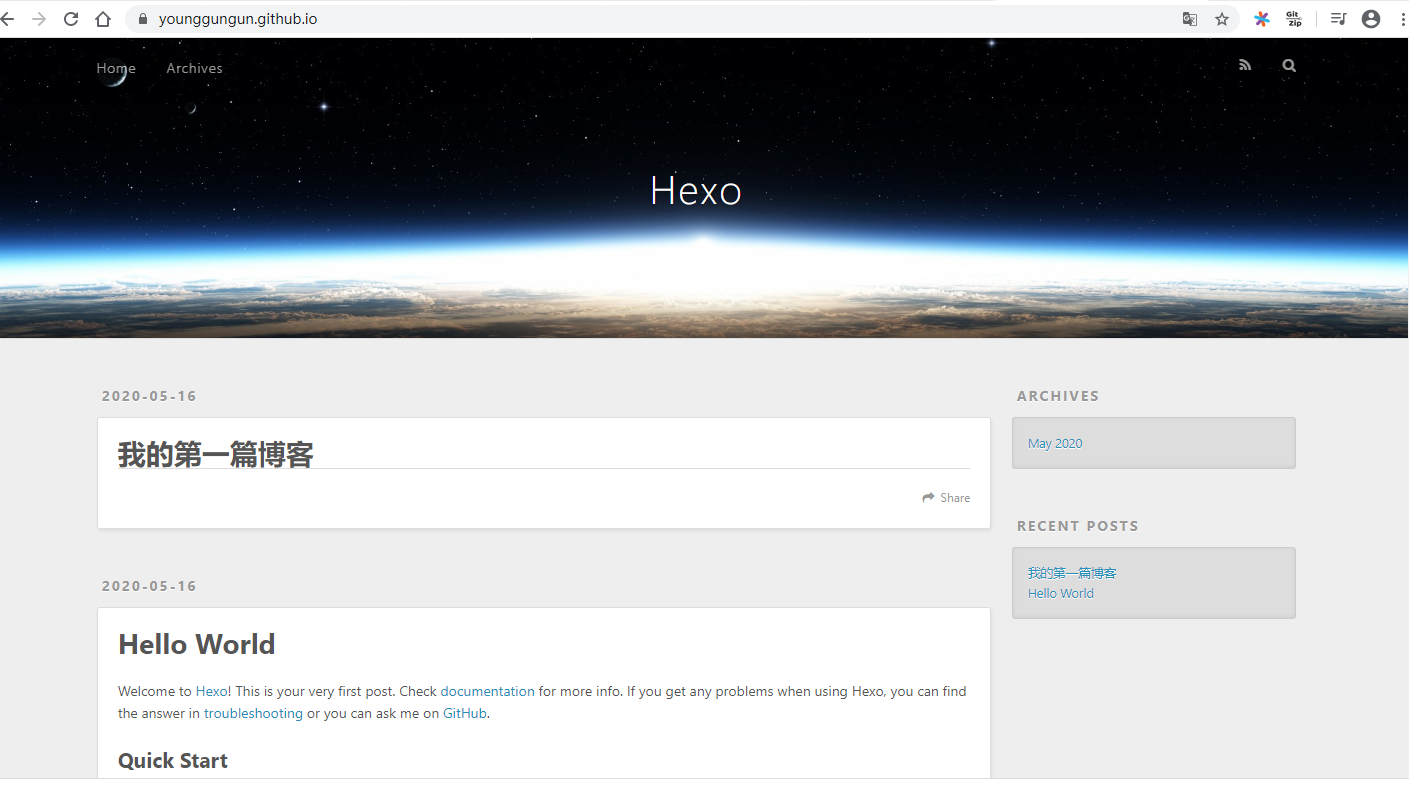 younggungun.github.io
Git
Zip
Home
Archives
Hexo
2020-05-16
我的第一篇博客
Share
2020-05-16
Hello World
Welcome to Hexo! This is your very first post. Check documentation for more info. If you get any problems when using Hexo, you can find
the answer in troubleshooting or you can ask me on GitHub.
Quick Start
ARCHIVES
May 2020
RECENT POSTS
我的第一篇博客
Hello World